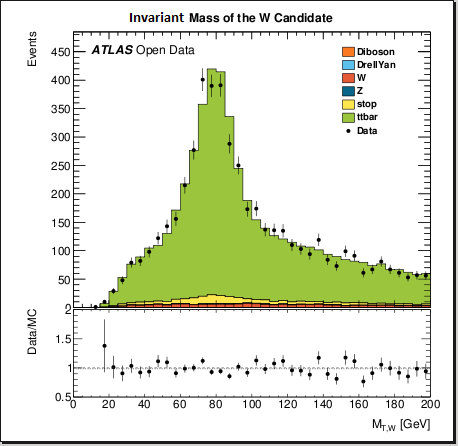 Invariant Mass of the W Candidate
Events
ATLAS Open Data
Diboson
DrellYan
W
Z
stop
ttbar
Data
450
400
350
300
250
200
150
100
50
0
Data/MC
2
1.5
1
0.5
0 20 40 60 80 100 120 140 160 180 200
M_T,W [GeV]